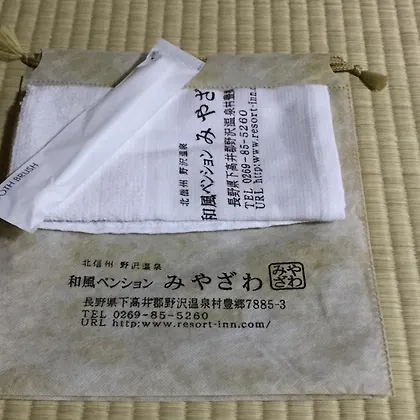 OTH BRUSH
北信州 野沢温泉
和風ペンション みやざ
長野県下高井郡野沢温泉村豊郷
TEL 0269-85-5260
URL http:www.resort-inn.
北信州 野沢温泉
和風ペンション みやざわ みやざわ
長野県下高井郡野沢温泉村豊郷7885-3
TEL 0269-85-5260
URL http:www.resort-inn.com/